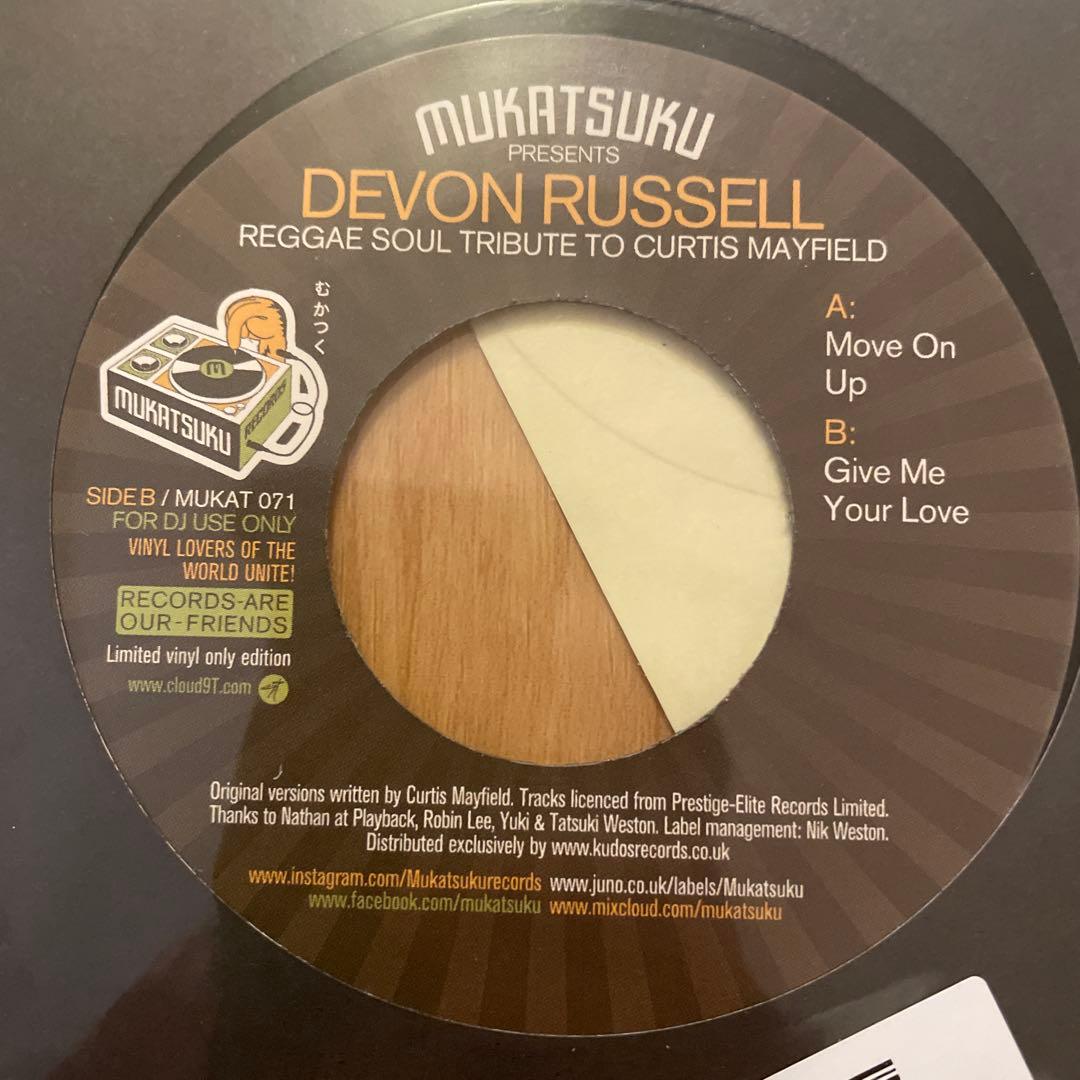 MUKATSUKU
PRESENTS
DEVON RUSSELL
REGGAE SOUL TRIBUTE TO CURTIS MAYFIELD
むかつく
M
MUKATSUKU
RECORDS
SIDE B / MUKAT 071
FOR DJ USE ONLY
VINYL LOVERS OF THE
WORLD UNITE!
RECORDS-ARE
OUR-FRIENDS
Limited vinyl only edition
www.cloud9T.com
A:
Move On
Up
B:
Give Me
Your Love
Original versions written by Curtis Mayfield. Tracks licenced from Prestige-Elite Records Limited.
Thanks to Nathan at Playback, Robin Lee, Yuki & Tatsuki Weston. Label management: Nik Weston.
Distributed exclusively by www.kudosrecords.co.uk
www.instagram.com/Mukatsukurecords www.juno.co.uk/labels/Mukatsuku
www.facebook.com/mukatsuku www.mixcloud.com/mukatsuku